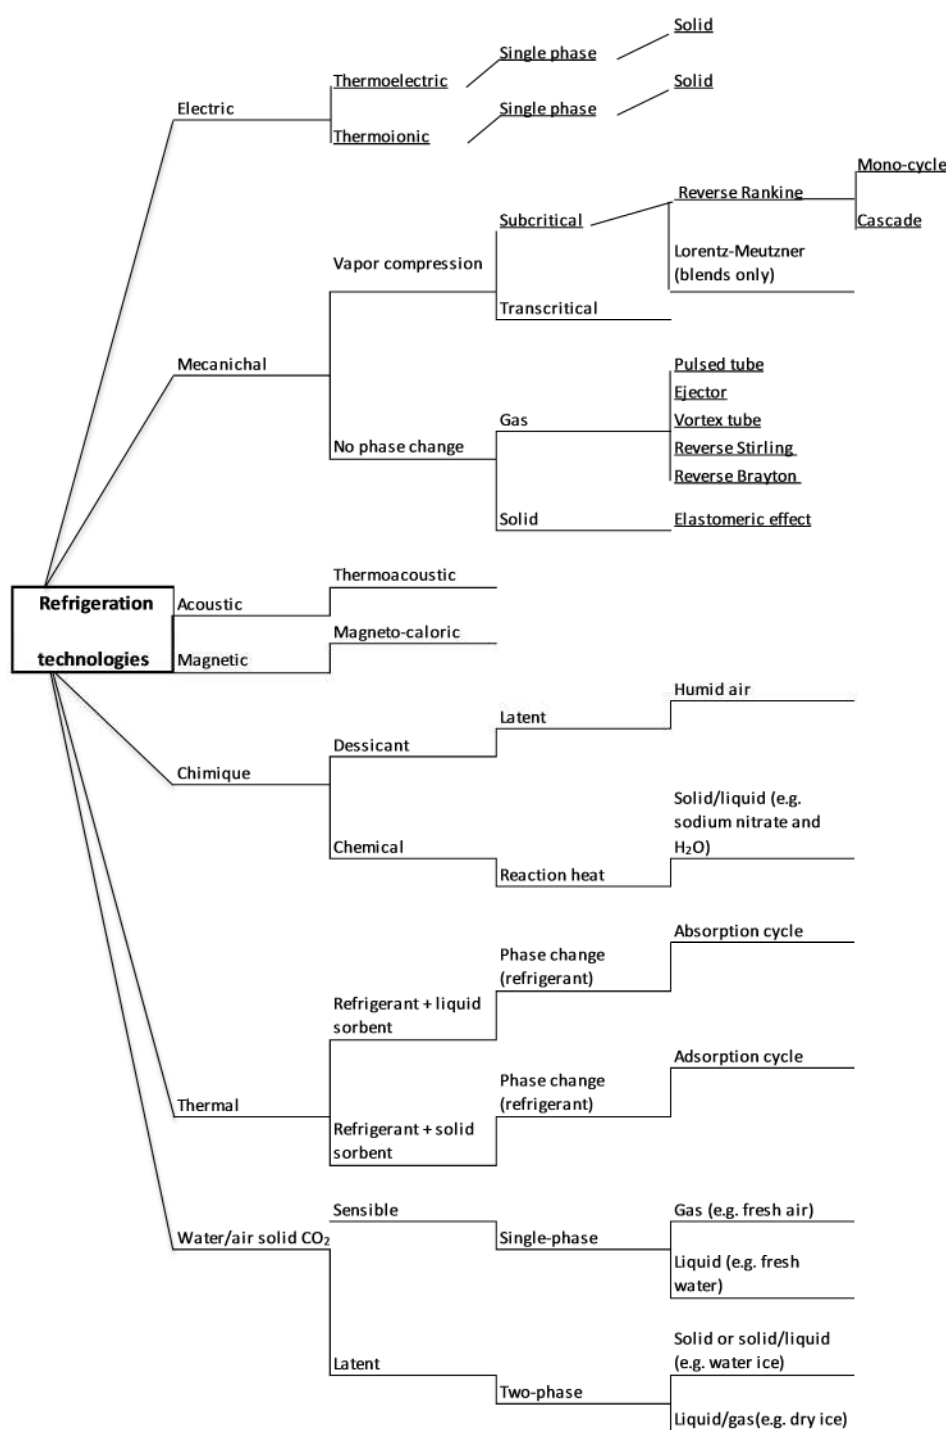 Solid
Single phase
Thermoelectric
Solid
Electric
Single phase
Thermoionic
Mono-cycle
Reverse Rankine
Subcritical
Cascade
Vapor compression
Lorentz-Meutzner
(blends only)
Transcritical
Mecanichal
Pulsed tube
Ejector
Gas
Vortex tube
No phase change
Reverse Stirling
Reverse Brayton
Solid
Elastomeric effect
Thermoacoustic
Refrigeration
technologies
Acoustic
Magneto-caloric
Magnetic
Humid air
Latent
Dessicant
Chimique
Solid/liquid (e.g.
sodium nitrate and
H₂O)
Chemical
Reaction heat
Absorption cycle
Phase change
(refrigerant)
Refrigerant + liquid
sorbent
Adsorption cycle
Phase change
(refrigerant)
Thermal
Refrigerant + solid
sorbent
Sensible
Gas (e.g. fresh air)
Water/air solid CO₂
Single-phase
Liquid (e.g. fresh
water)
Solid or solid/liquid
(e.g. water ice)
Latent
Two-phase
Liquid/gas(e.g. dry ice)